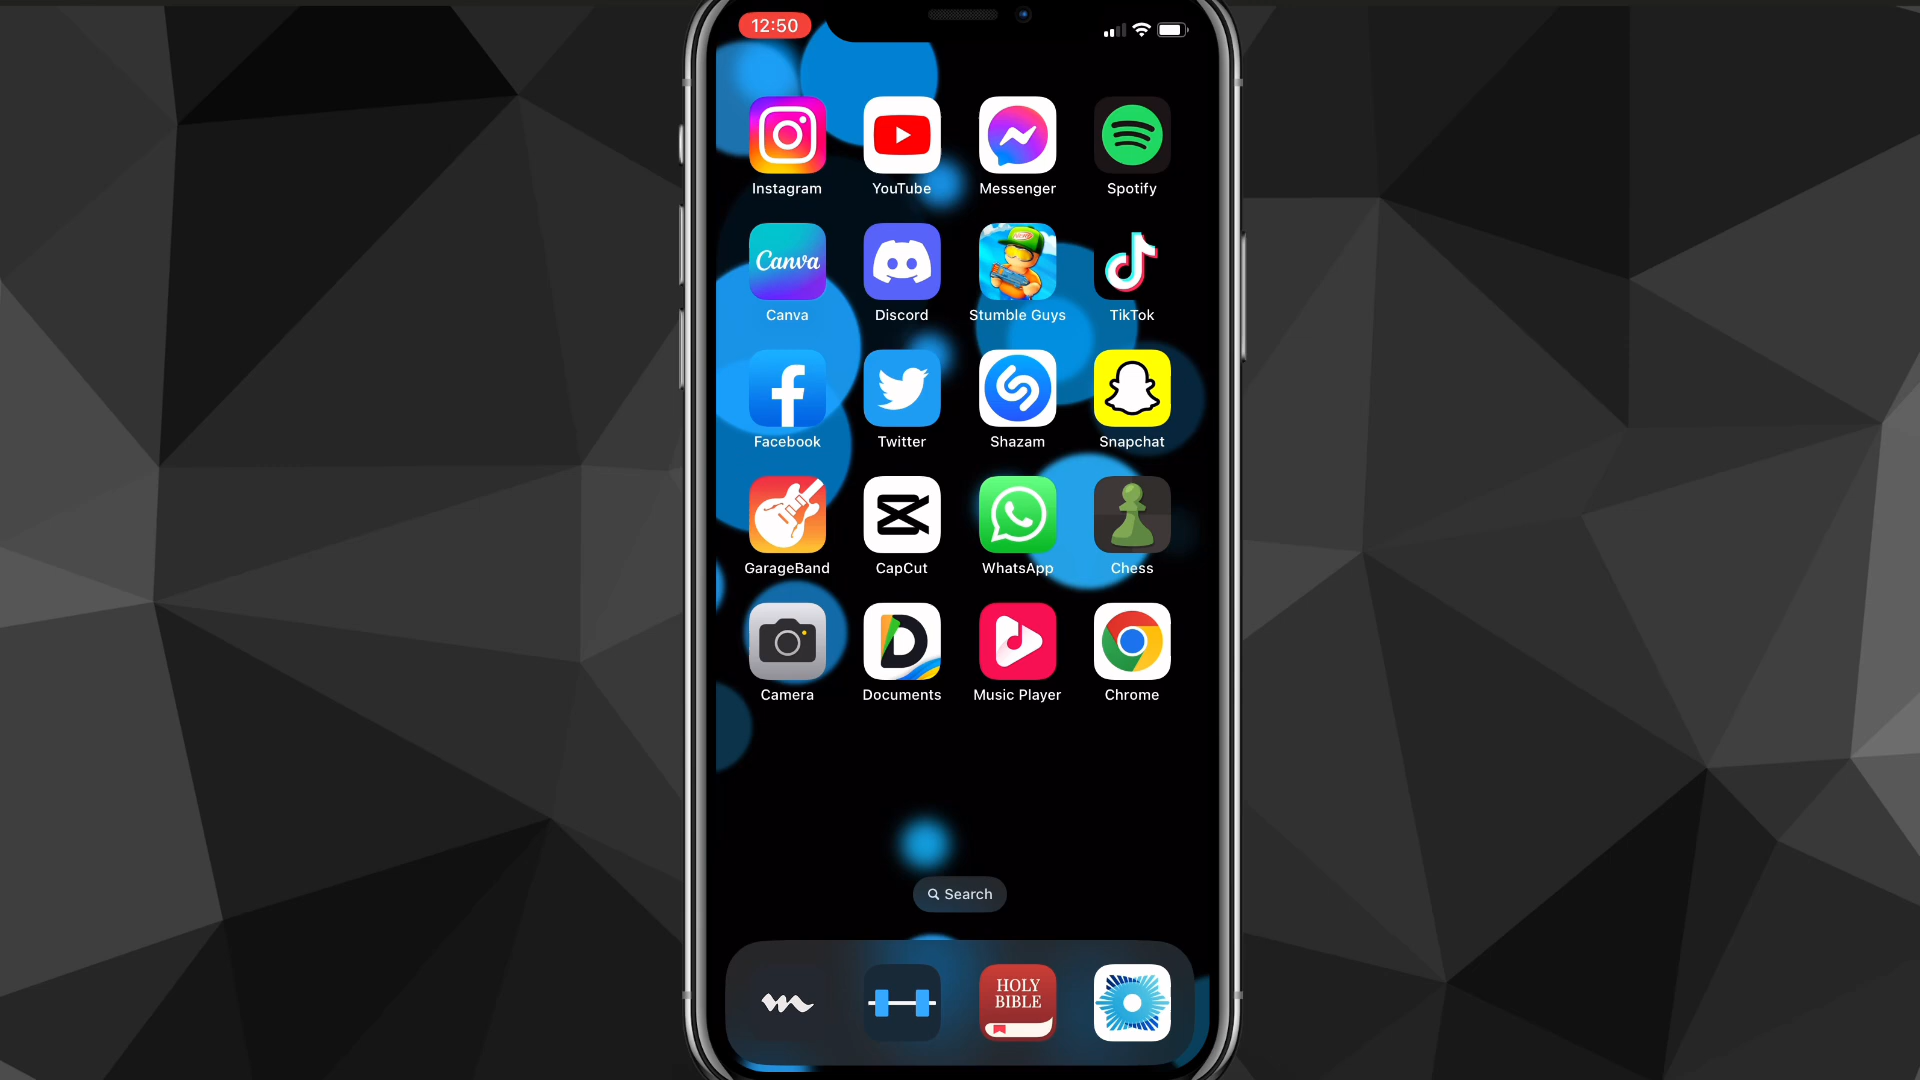 12:50
Instagram YouTube Messenger Spotify
Canva
Canva Discord Stumble Guys TikTok
Facebook Twitter Shazam Snapchat
GarageBand CapCut WhatsApp Chess
Camera Documents Music Player Chrome
Search
HOLY
BIBLE